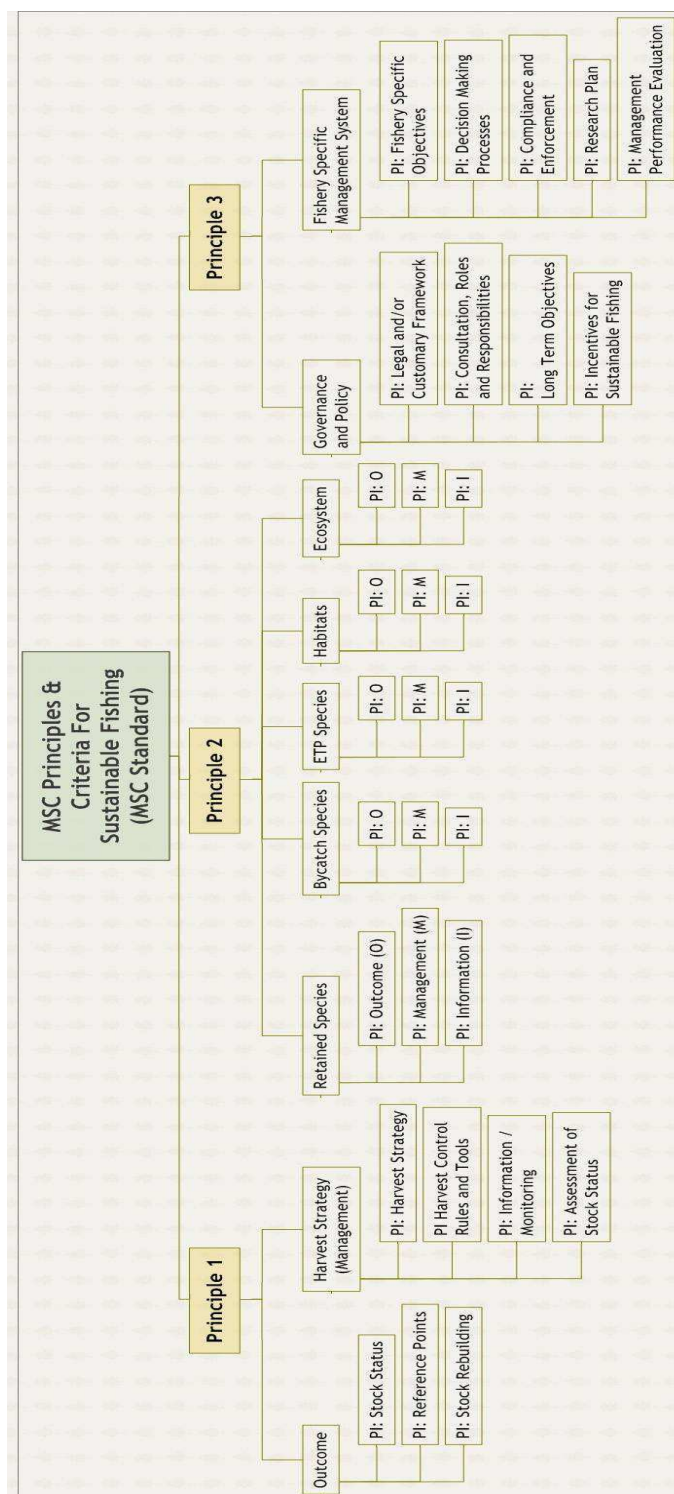 MSC Principles &
Criteria For
Sustainable Fishing
(MSC Standard)
Principle 1
Outcome
PI: Stock Status
PI: Reference Points
PI: Stock Rebuilding
Harvest Strategy
(Management)
PI: Harvest Strategy
PI Harvest Control
Rules and Tools
PI: Information /
Monitoring
PI: Assessment of
Stock Status
Principle 2
Retained Species
PI: Outcome (O)
PI: Management (M)
PI: Information (I)
Bycatch Species
PI: O
PI: M
PI: I
ETP Species
PI: O
PI: M
PI: I
Habitats
PI: O
PI: M
PI: I
Ecosystem
PI: O
PI: M
PI: I
Principle 3
Governance
and Policy
PI: Legal and/or
Customary Framework
PI: Consultation, Roles
and Responsibilities
PI:
Long Term Objectives
PI: Incentives for
Sustainable Fishing
Fishery Specific
Management System
PI: Fishery Specific
Objectives
PI: Decision Making
Processes
PI: Compliance and
Enforcement
PI: Research Plan
PI: Management
Performance Evaluation